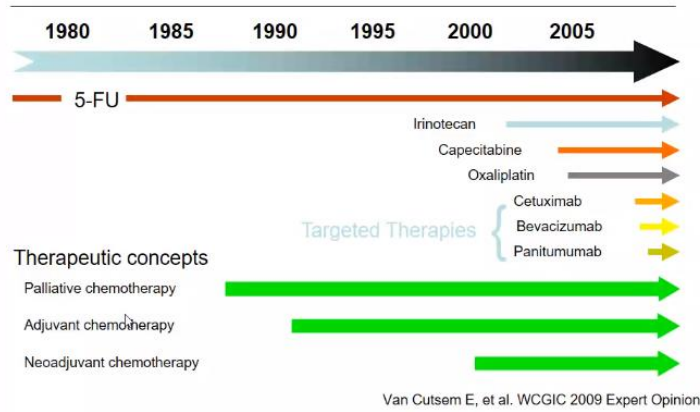 1980 1985 1990 1995 2000 2005
5-FU
Irinotecan
Capecitabine
Oxaliplatin
Cetuximab
Targeted Therapies
Bevacizumab
Panitumumab
Therapeutic concepts
Palliative chemotherapy
Adjuvant chemotherapy
Neoadjuvant chemotherapy
Van Cutsem E, et al. WCGIC 2009 Expert Opinion